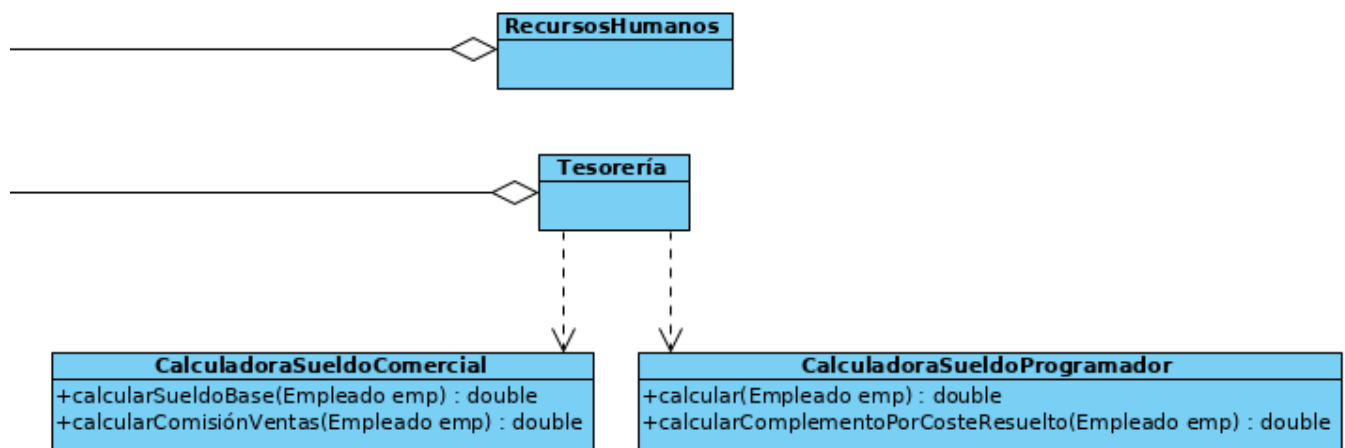 RecursosHumanos
Tesorería
CalculadoraSueldoComercial
+calcularSueldoBase(Empleado emp) : double
+calcularComisiónVentas(Empleado emp) : double
CalculadoraSueldoProgramador
+calcular(Empleado emp) : double
+calcularComplementoPorCosteResuelto(Empleado emp) : double